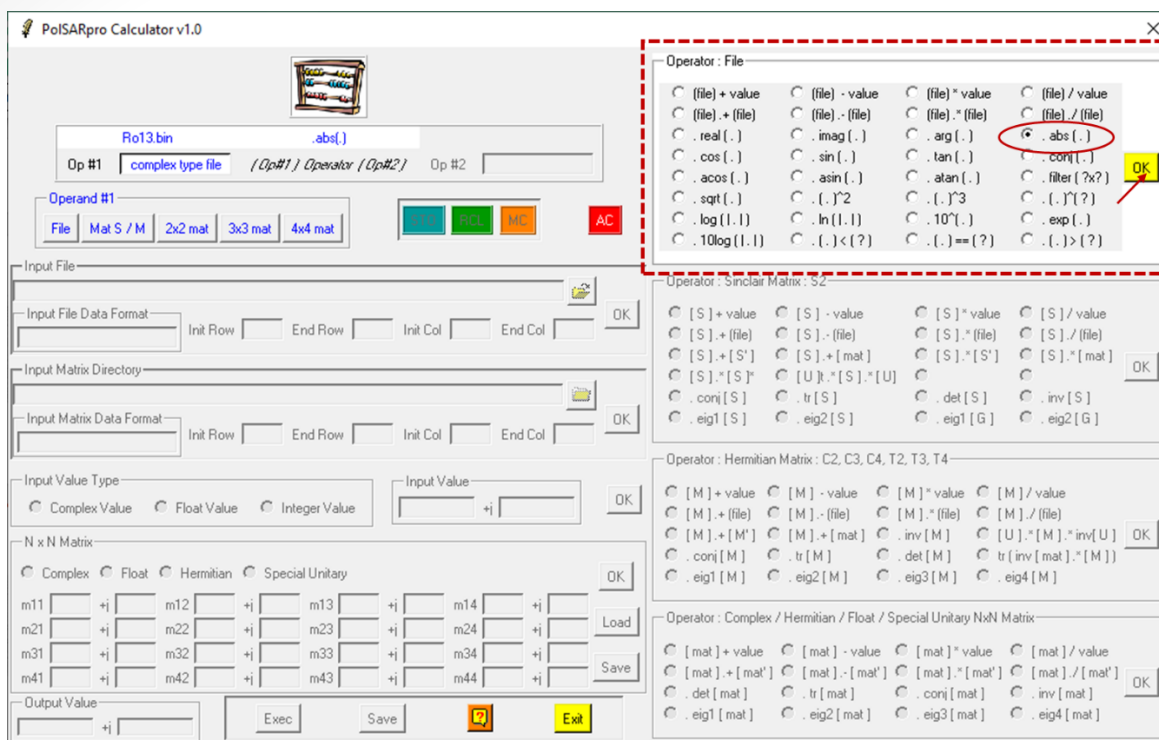 PolSARpro Calculator v1.0
Ro13.bin .abs(.)
Op #1 complex type file (Op#1) Operator (Op#2) Op #2
Operand #1
File Mat S / M 2x2 mat 3x3 mat 4x4 mat
STO RCL MC AC
Input File
Input File Data Format
Init Row End Row Init Col End Col OK
Input Matrix Directory
Input Matrix Data Format
Init Row End Row Init Col End Col OK
Input Value Type
Complex Value Float Value Integer Value
Input Value
+j OK
N x N Matrix
Complex Float Hermitian Special Unitary OK
m11 +j m12 +j m13 +j m14 +j
m21 +j m22 +j m23 +j m24 +j Load
m31 +j m32 +j m33 +j m34 +j
m41 +j m42 +j m43 +j m44 +j Save
Output Value
+j Exec Save ? Exit
Operator : File
(file) + value (file) - value (file) * value (file) / value
(file) .+ (file) (file) .- (file) (file) .* (file) (file) ./ (file)
. real ( . ) . imag ( . ) . arg ( . ) . abs ( . )
. cos ( . ) . sin ( . ) . tan ( . ) . conj ( . )
. acos ( . ) . asin ( . ) . atan ( . ) . filter ( ?x? )
. sqrt ( . ) . ( . )^2 . ( . )^3 . ( . )^( ? )
. log ( | . | ) . ln ( | . | ) . 10^( . ) . exp ( . )
. 10log ( | . | ) . ( . ) < ( ? ) . ( . ) == ( ? ) . ( . ) > ( ? )
OK
Operator : Sinclair Matrix : S2
[ S ] + value [ S ] - value [ S ] * value [ S ] / value
[ S ] .+ (file) [ S ] .- (file) [ S ] .* (file) [ S ] ./ (file)
[ S ] .+ [ S' ] [ S ] .+ [ mat ] [ S ] .* [ S' ] [ S ] .* [ mat ]
[ S ] .* [ S ]* [ U ]t .* [ S ] .* [ U ]
. conj [ S ] . tr [ S ] . det [ S ] . inv [ S ]
. eig1 [ S ] . eig2 [ S ] . eig1 [ G ] . eig2 [ G ]
OK
Operator : Hermitian Matrix : C2, C3, C4, T2, T3, T4
[ M ] + value [ M ] - value [ M ] * value [ M ] / value
[ M ] .+ (file) [ M ] .- (file) [ M ] .* (file) [ M ] ./ (file)
[ M ] .+ [ M' ] [ M ] .+ [ mat ] . inv [ M ] [ U ] .* [ M ] .* inv[ U ]
. conj [ M ] . tr [ M ] . det [ M ] tr ( inv [ mat ] .* [ M ] )
. eig1 [ M ] . eig2 [ M ] . eig3 [ M ] . eig4 [ M ]
OK
Operator : Complex / Hermitian / Float / Special Unitary NxN Matrix
[ mat ] + value [ mat ] - value [ mat ] * value [ mat ] / value
[ mat ] .+ [ mat' ] [ mat ] .- [ mat' ] [ mat ] .* [ mat' ] [ mat ] ./ [ mat' ]
. det [ mat ] . tr [ mat ] . conj [ mat ] . inv [ mat ]
. eig1 [ mat ] . eig2 [ mat ] . eig3 [ mat ] . eig4 [ mat ]
OK